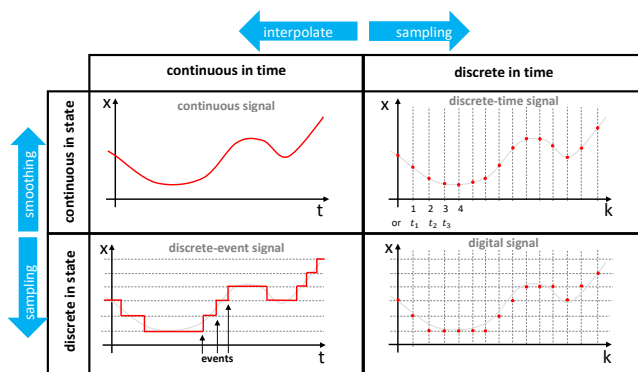 interpolate
sampling
continuous in time
discrete in time
continuous in state
smoothing
x
continuous signal
t
x
discrete-time signal
1 2 3 4
or t₁ t₂ t₃
k
discrete in state
sampling
x
discrete-event signal
events
t
x
digital signal
k